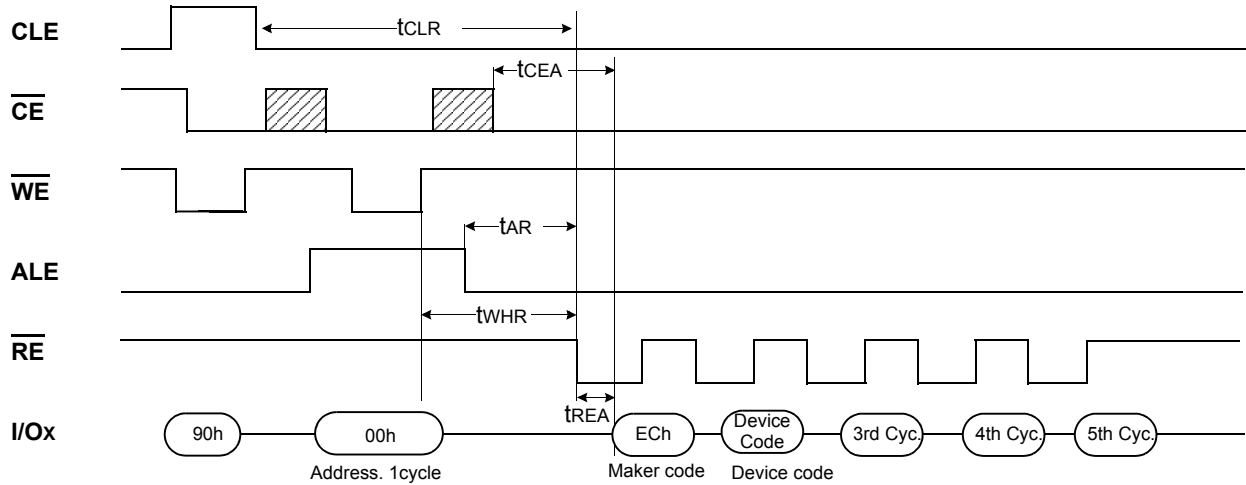 CLE
tCLR
tCEA
CE
WE
tAR
ALE
tWHR
RE
tREA
I/Ox
90h
00h
ECh
Device
Code
3rd Cyc.
4th Cyc.
5th Cyc.
Address. 1cycle
Maker code
Device code